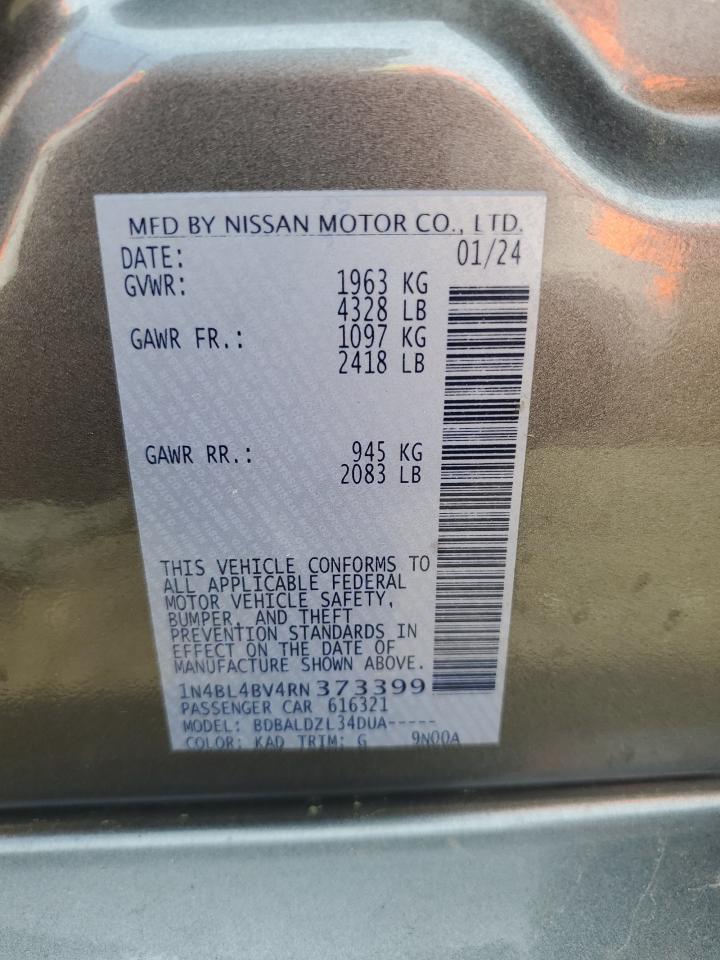 MFD BY NISSAN MOTOR CO., LTD.
DATE: 01/24
GVWR: 1963 KG
4328 LB
GAWR FR.: 1097 KG
2418 LB
GAWR RR.: 945 KG
2083 LB
THIS VEHICLE CONFORMS TO
ALL APPLICABLE FEDERAL
MOTOR VEHICLE SAFETY,
BUMPER, AND THEFT
PREVENTION STANDARDS IN
EFFECT ON THE DATE OF
MANUFACTURE SHOWN ABOVE.
1N4BL4BV4RN373399
PASSENGER CAR 616321
MODEL: BDBALDZL34DUA-----
COLOR: KAD TRIM: G 9N00A